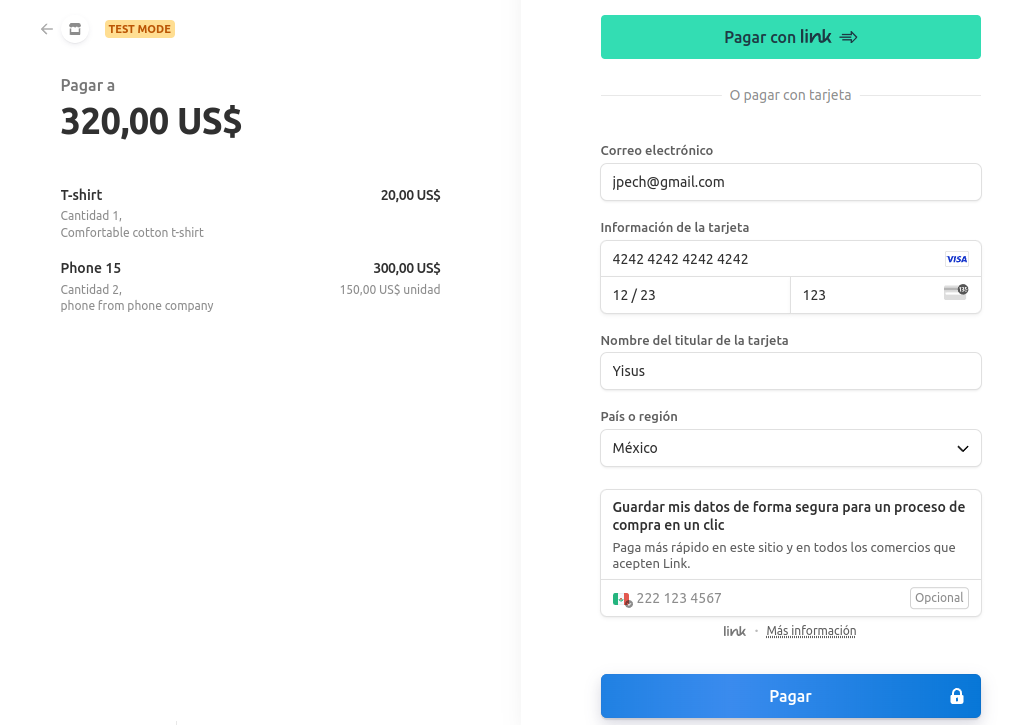 TEST MODE
Pagar a
320,00 US$
T-shirt 20,00 US$
Cantidad 1,
Comfortable cotton t-shirt
Phone 15 300,00 US$
Cantidad 2, 150,00 US$ unidad
phone from phone company
Pagar con link
O pagar con tarjeta
Correo electrónico
jpech@gmail.com
Información de la tarjeta
4242 4242 4242 4242 VISA
12 / 23 123 135
Nombre del titular de la tarjeta
Yisus
País o región
México
Guardar mis datos de forma segura para un proceso de
compra en un clic
Paga más rápido en este sitio y en todos los comercios que
acepten Link.
222 123 4567 Opcional
link · Más información
Pagar